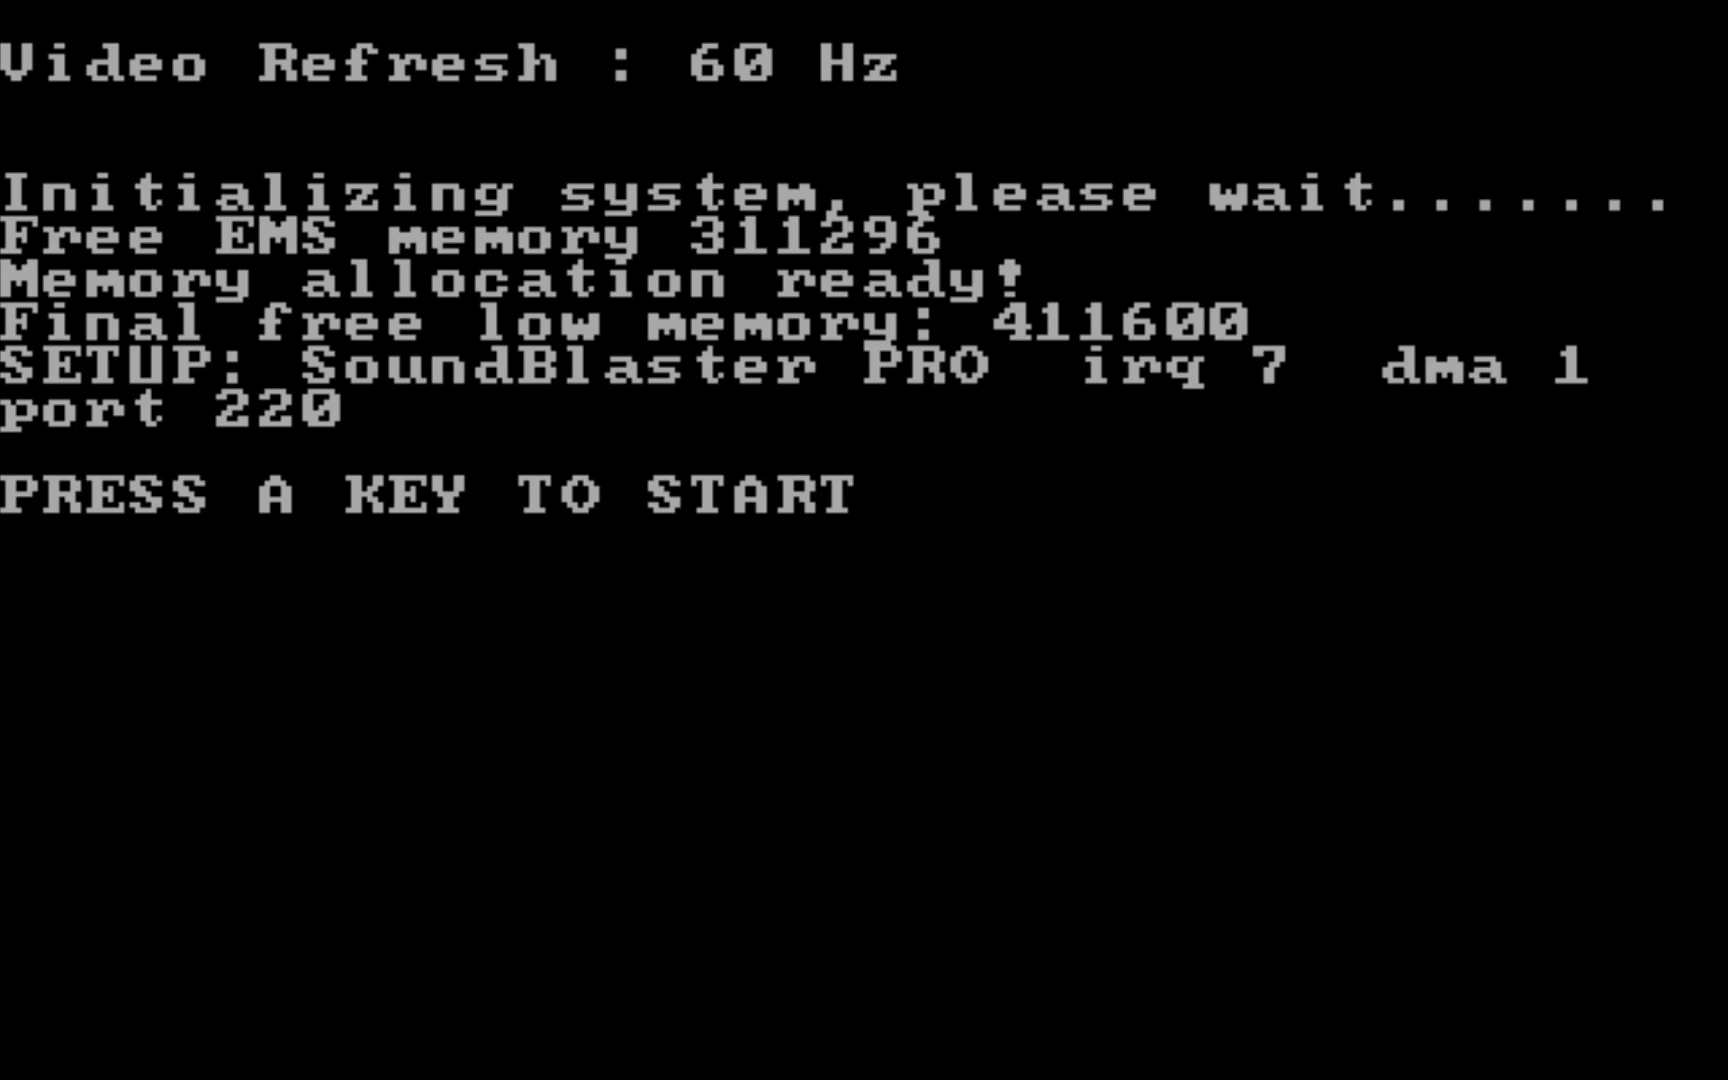 Video Refresh : 60 Hz
Initializing system, please wait.......
Free EMS memory 311296
Memory allocation ready!
Final free low memory: 411600
SETUP: SoundBlaster PRO  irq 7  dma 1
port 220
PRESS A KEY TO START